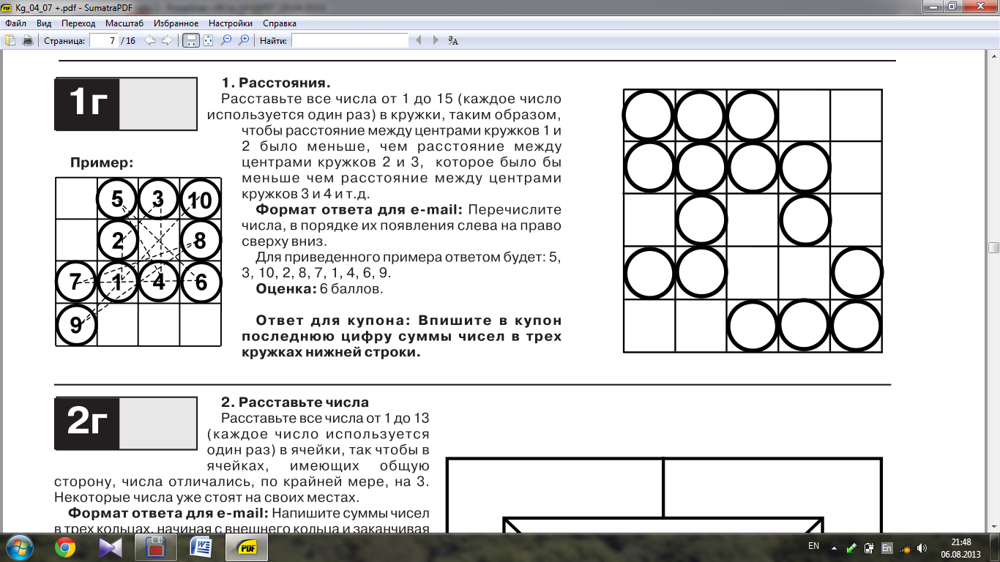 Kg_04_07 +.pdf - SumatraPDF
Файл Вид Переход Масштаб Избранное Настройки Справка
Страница: 7 / 16 Найти:
1г
1. Расстояния.
Расставьте все числа от 1 до 15 (каждое число
используется один раз) в кружки, таким образом,
чтобы расстояние между центрами кружков 1 и
2 было меньше, чем расстояние между
центрами кружков 2 и 3, которое было бы
меньше чем расстояние между центрами
кружков 3 и 4 и т.д.
Формат ответа для e-mail: Перечислите
числа, в порядке их появления слева на право
сверху вниз.
Для приведенного примера ответом будет: 5,
3, 10, 2, 8, 7, 1, 4, 6, 9.
Оценка: 6 баллов.
Ответ для купона: Впишите в купон
последнюю цифру суммы чисел в трех
кружках нижней строки.
Пример:
5 3 10
2 8
7 1 4 6
9
2г
2. Расставьте числа
Расставьте все числа от 1 до 13
(каждое число используется
один раз) в ячейки, так чтобы в
ячейках, имеющих общую
сторону, числа отличались, по крайней мере, на 3.
Некоторые числа уже стоят на своих местах.
Формат ответа для e-mail: Напишите суммы чисел
в трех кольцах, начиная с внешнего кольца и заканчивая
PDF
EN
En
21:48
06.08.2013